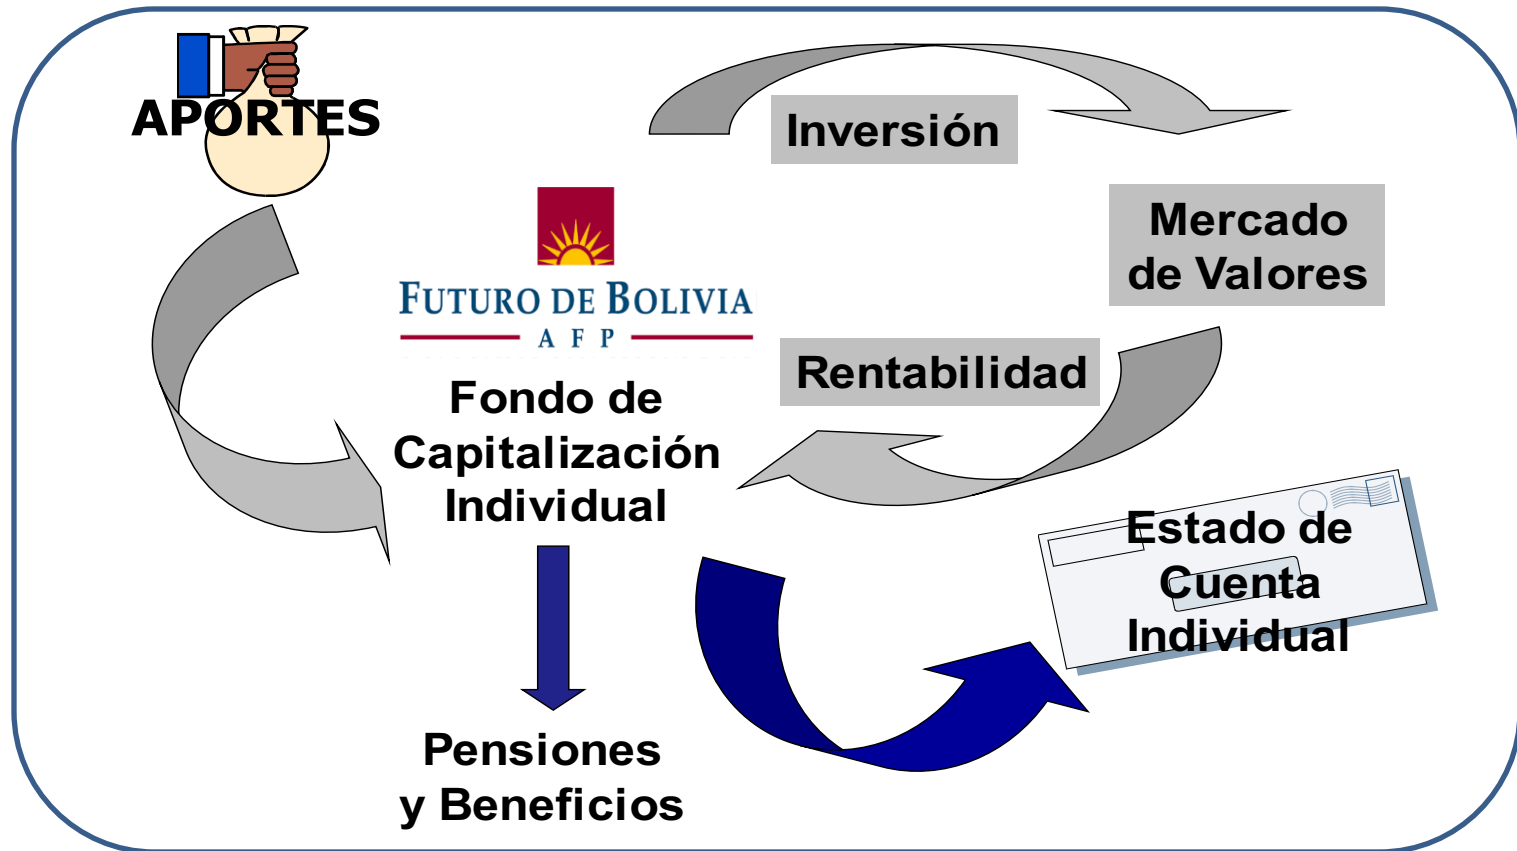 APORTES
Inversión
Mercado
de Valores
FUTURO DE BOLIVIA
A F P
Rentabilidad
Fondo de
Capitalización
Individual
Estado de
Cuenta
Individual
Pensiones
y Beneficios